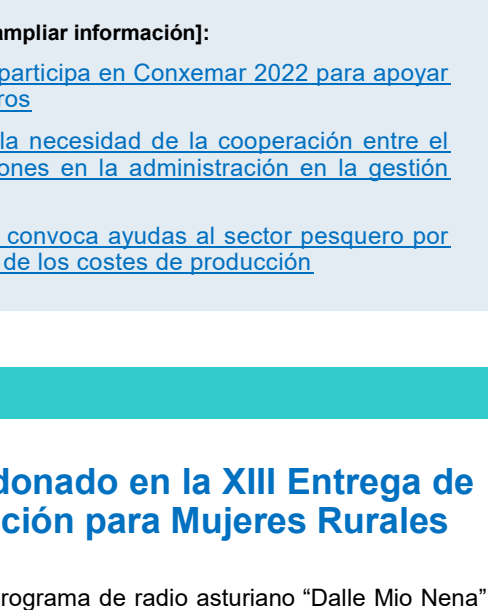 ampliar información]:
participa en Conxemar 2022 para apoyar
ros
la necesidad de la cooperación entre el
ones en la administración en la gestión
convoca ayudas al sector pesquero por
de los costes de producción
donado en la XIII Entrega de
ción para Mujeres Rurales
rograma de radio asturiano “Dalle Mio Nena”